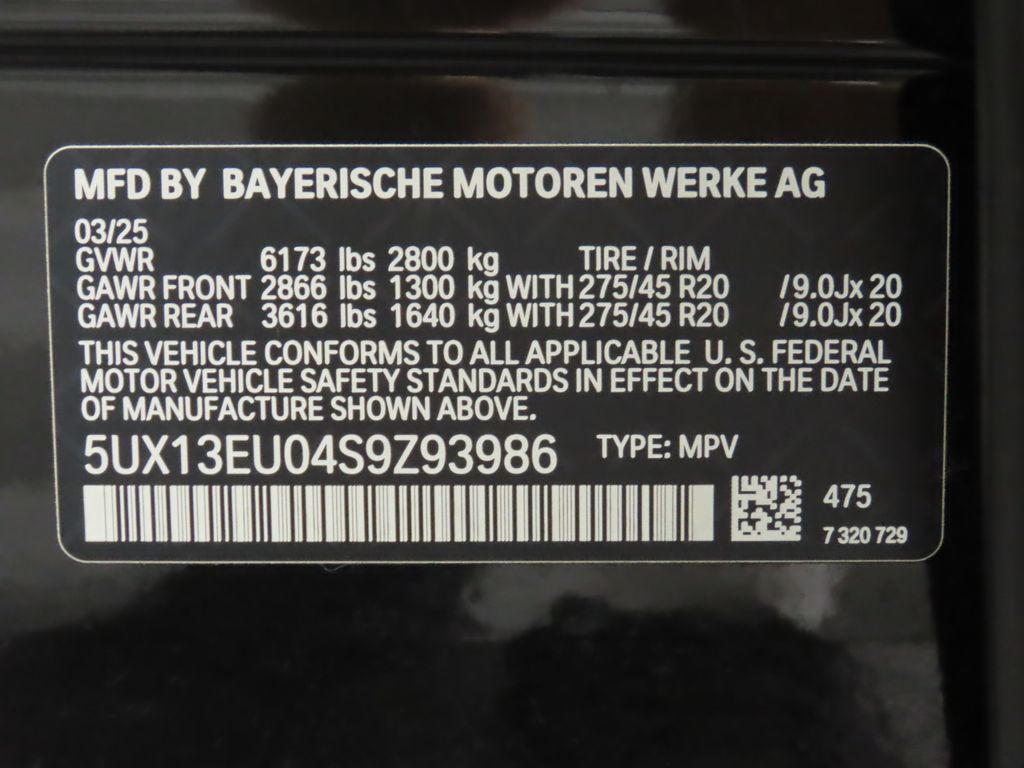 MFD BY BAYERISCHE MOTOREN WERKE AG
03/25
GVWR 6173 lbs 2800 kg TIRE / RIM
GAWR FRONT 2866 lbs 1300 kg WITH 275/45 R20 /9.0Jx 20
GAWR REAR 3616 lbs 1640 kg WITH 275/45 R20 /9.0Jx 20
THIS VEHICLE CONFORMS TO ALL APPLICABLE U. S. FEDERAL
MOTOR VEHICLE SAFETY STANDARDS IN EFFECT ON THE DATE
OF MANUFACTURE SHOWN ABOVE.
5UX13EU04S9Z93986 TYPE: MPV
475
7 320 729